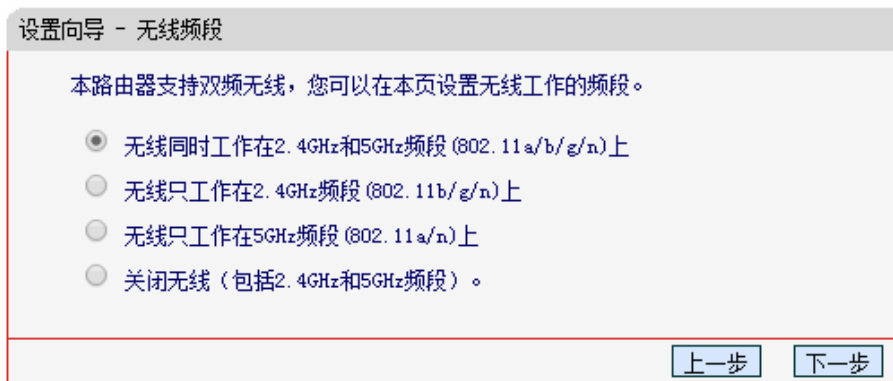 设置向导 - 无线频段
本路由器支持双频无线，您可以在本页设置无线工作的频段。
无线同时工作在2.4GHz和5GHz频段(802.11a/b/g/n)上
无线只工作在2.4GHz频段(802.11b/g/n)上
无线只工作在5GHz频段(802.11a/n)上
关闭无线（包括2.4GHz和5GHz频段）。
上一步 下一步